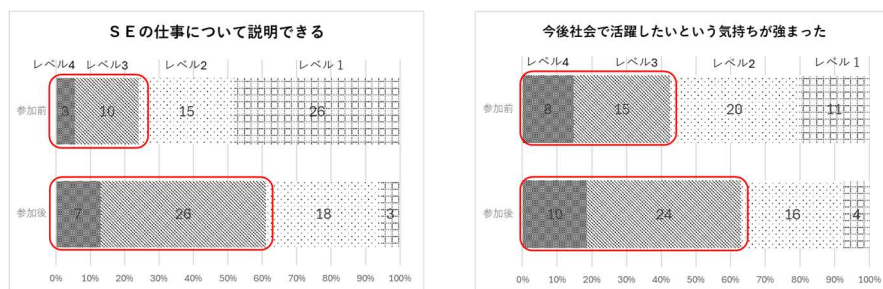 ＳＥの仕事について説明できる
レベル4 レベル3 レベル2 レベル1
参加前 3 10 15 26
参加後 7 26 18 3
0% 10% 20% 30% 40% 50% 60% 70% 80% 90% 100%
今後社会で活躍したいという気持ちが強まった
レベル4 レベル3 レベル2 レベル1
参加前 8 15 20 11
参加後 10 24 16 4
0% 10% 20% 30% 40% 50% 60% 70% 80% 90% 100%